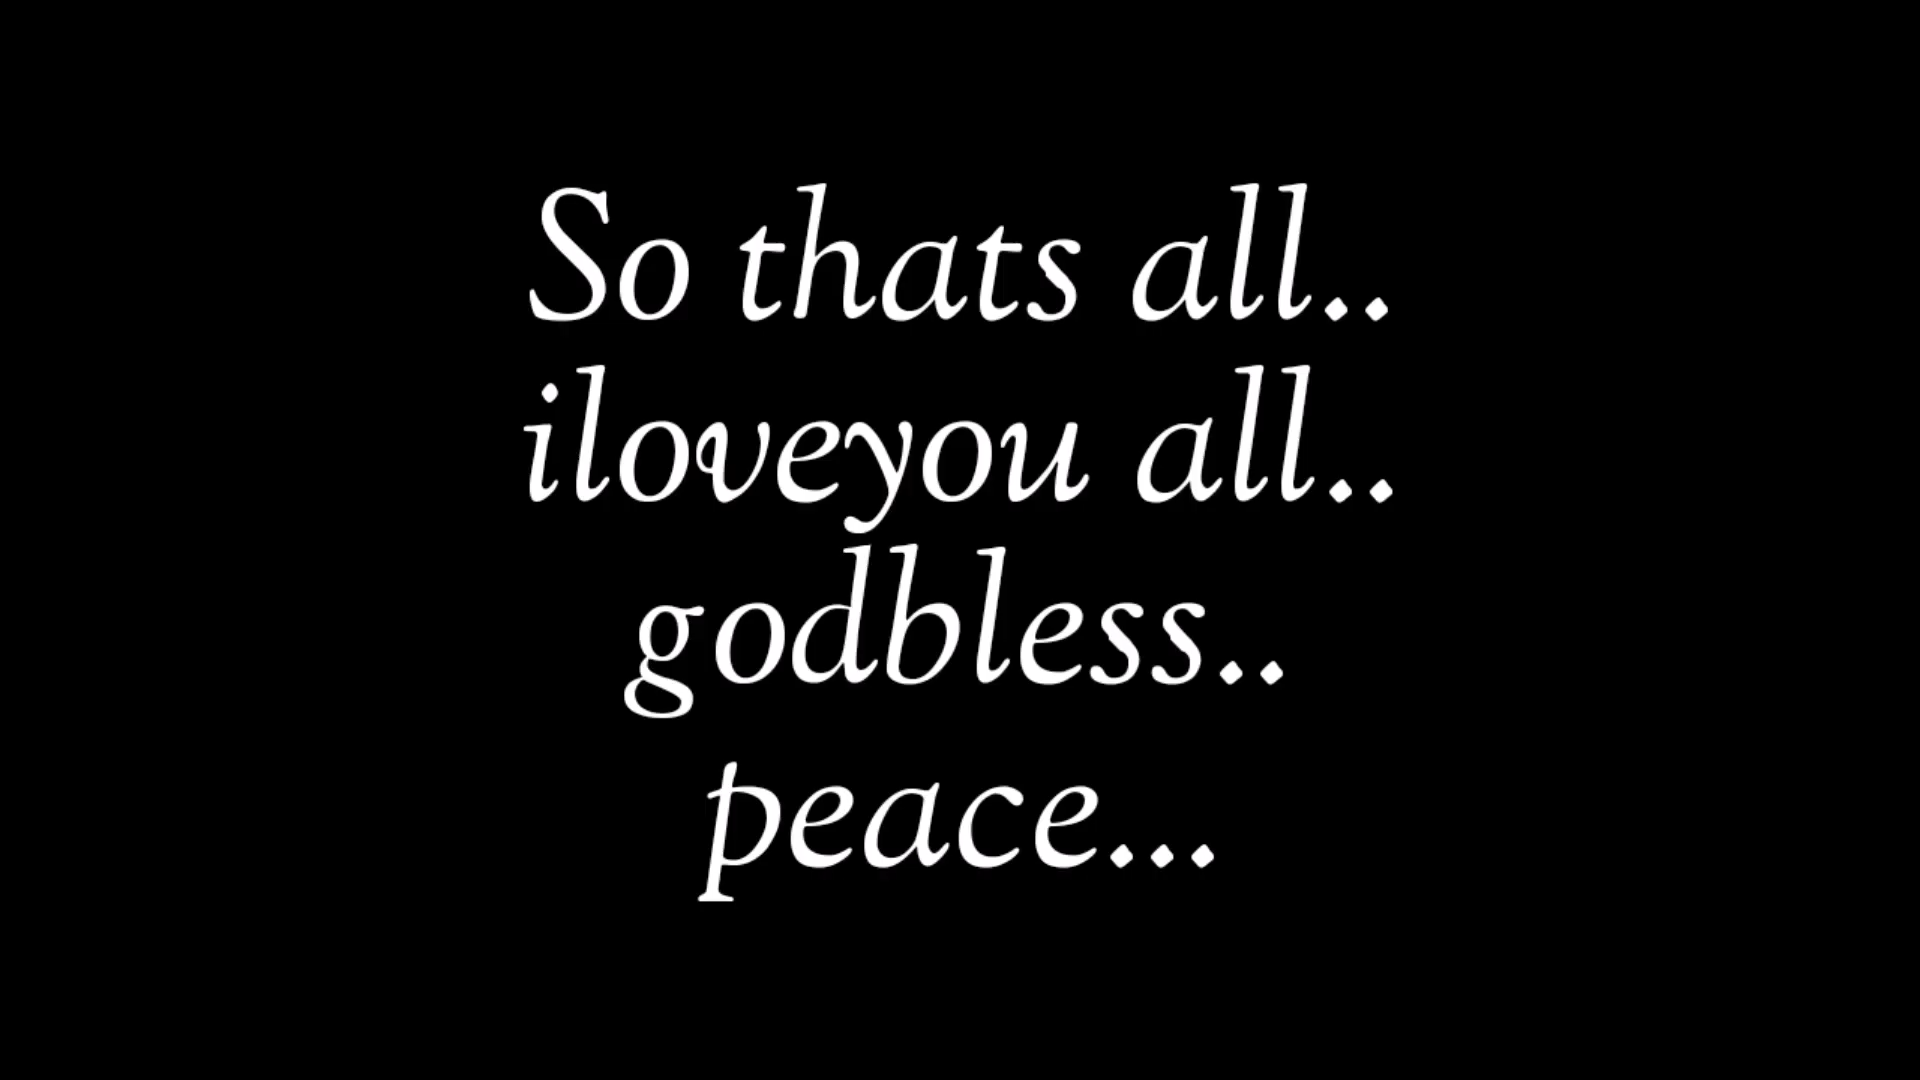 So thats all..
iloveyou all..
godbless..
peace...